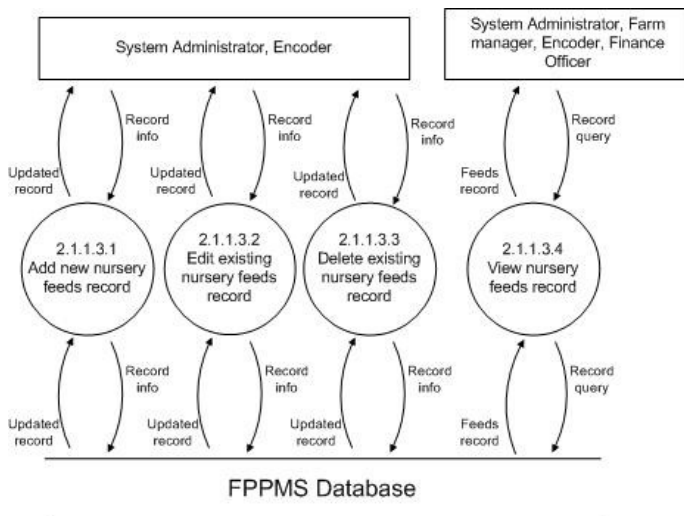 System Administrator, Encoder
System Administrator, Farm
manager, Encoder, Finance
Officer
Record
info
Record
info
Record
info
Record
query
Updated
record
Updated
record
Updated
record
Feeds
record
2.1.1.3.1
Add new nursery
feeds record
2.1.1.3.2
Edit existing
nursery feeds
record
2.1.1.3.3
Delete existing
nursery feeds
record
2.1.1.3.4
View nursery
feeds record
Record
info
Record
info
Record
info
Record
query
Updated
record
Updated
record
Updated
record
Feeds
record
FPPMS Database